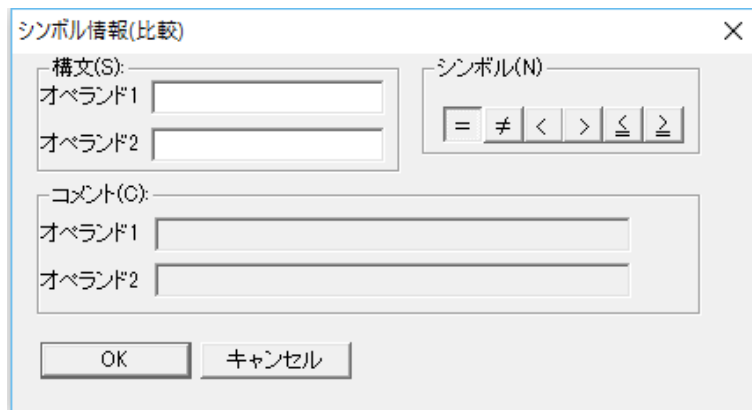 シンボル情報(比較)
構文(S):
オペランド1
オペランド2
シンボル(N)
= ≠ < > ≦ ≧
コメント(C):
オペランド1
オペランド2
OK キャンセル